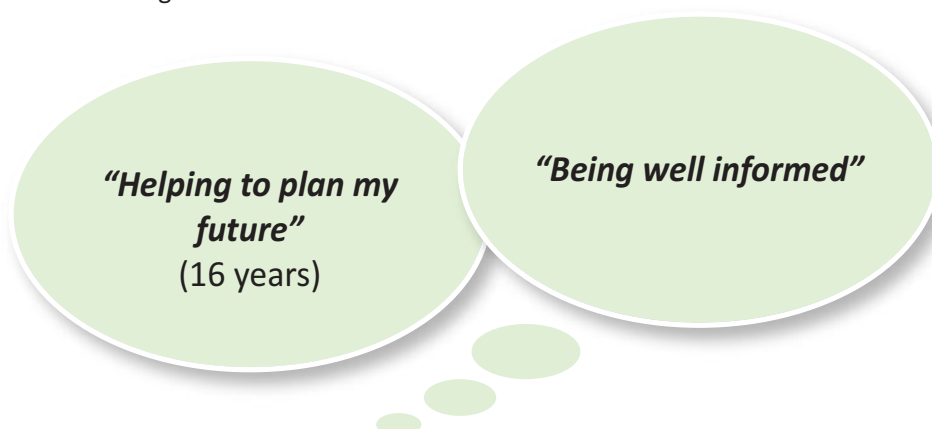 “Helping to plan my
future”
(16 years)
“Being well informed”